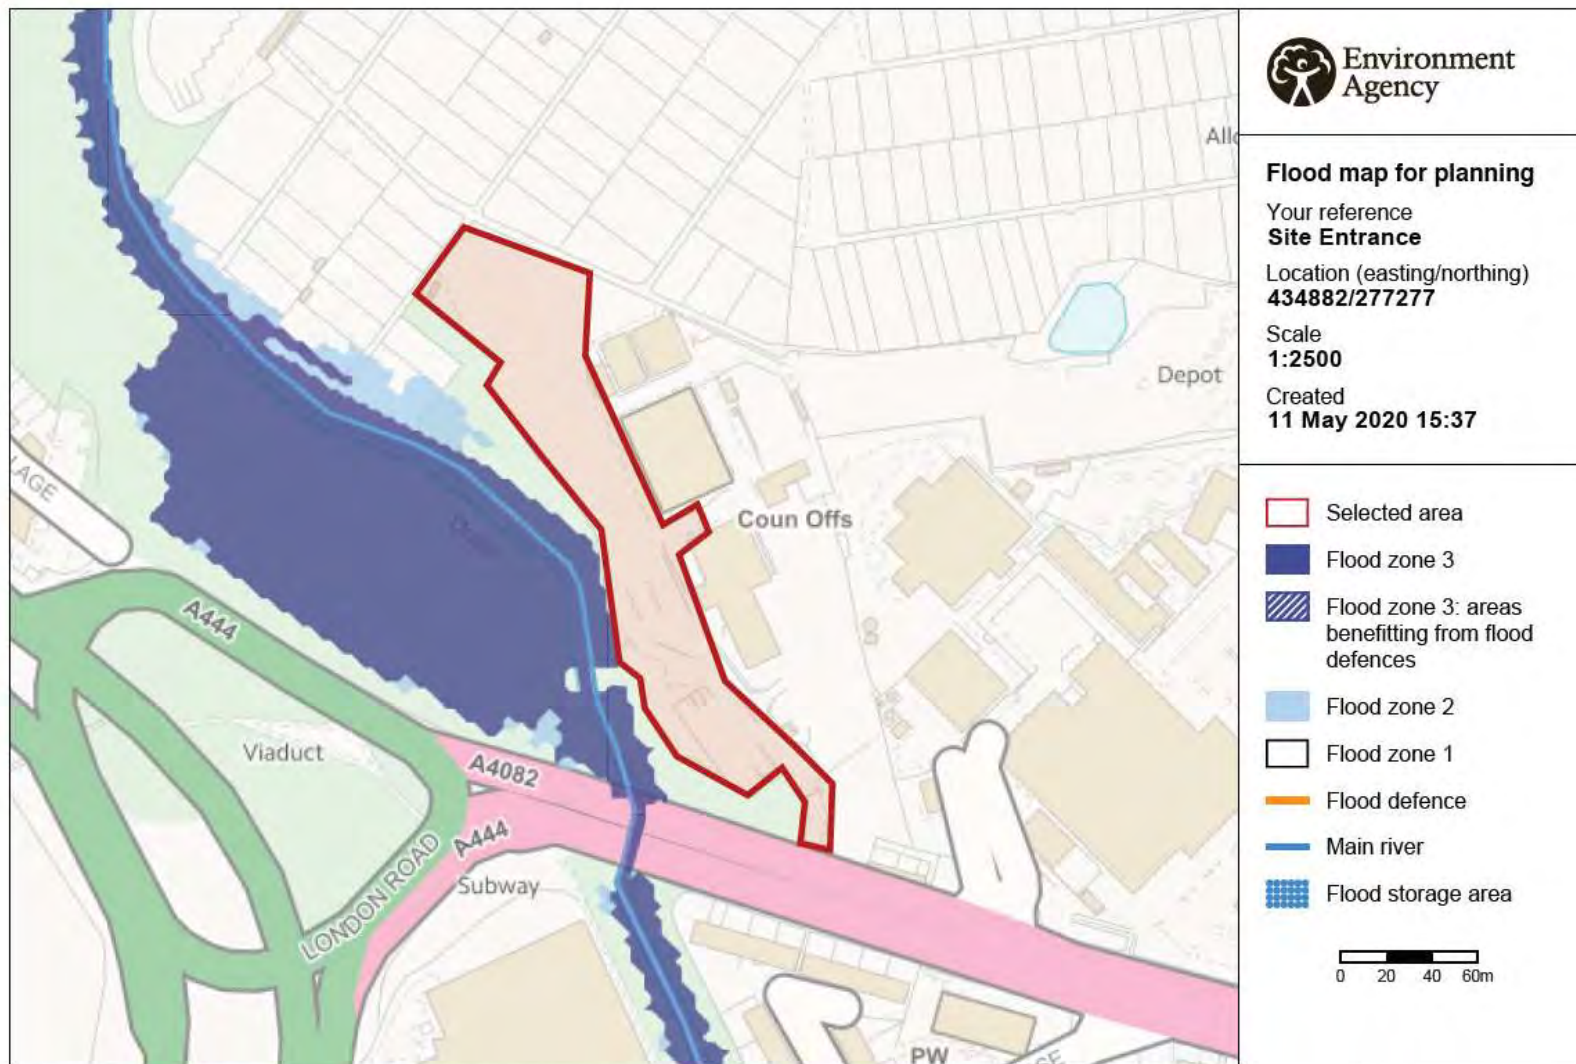 Environment
Agency
Flood map for planning
Your reference
Site Entrance
Location (easting/northing)
434882/277277
Scale
1:2500
Created
11 May 2020 15:37
Selected area
Flood zone 3
Flood zone 3: areas
benefitting from flood
defences
Flood zone 2
Flood zone 1
Flood defence
Main river
Flood storage area
0 20 40 60m
Allo
Depot
LAGE
Coun Offs
A444
Viaduct
A4082
A444
LONDON ROAD
Subway
PW
GE